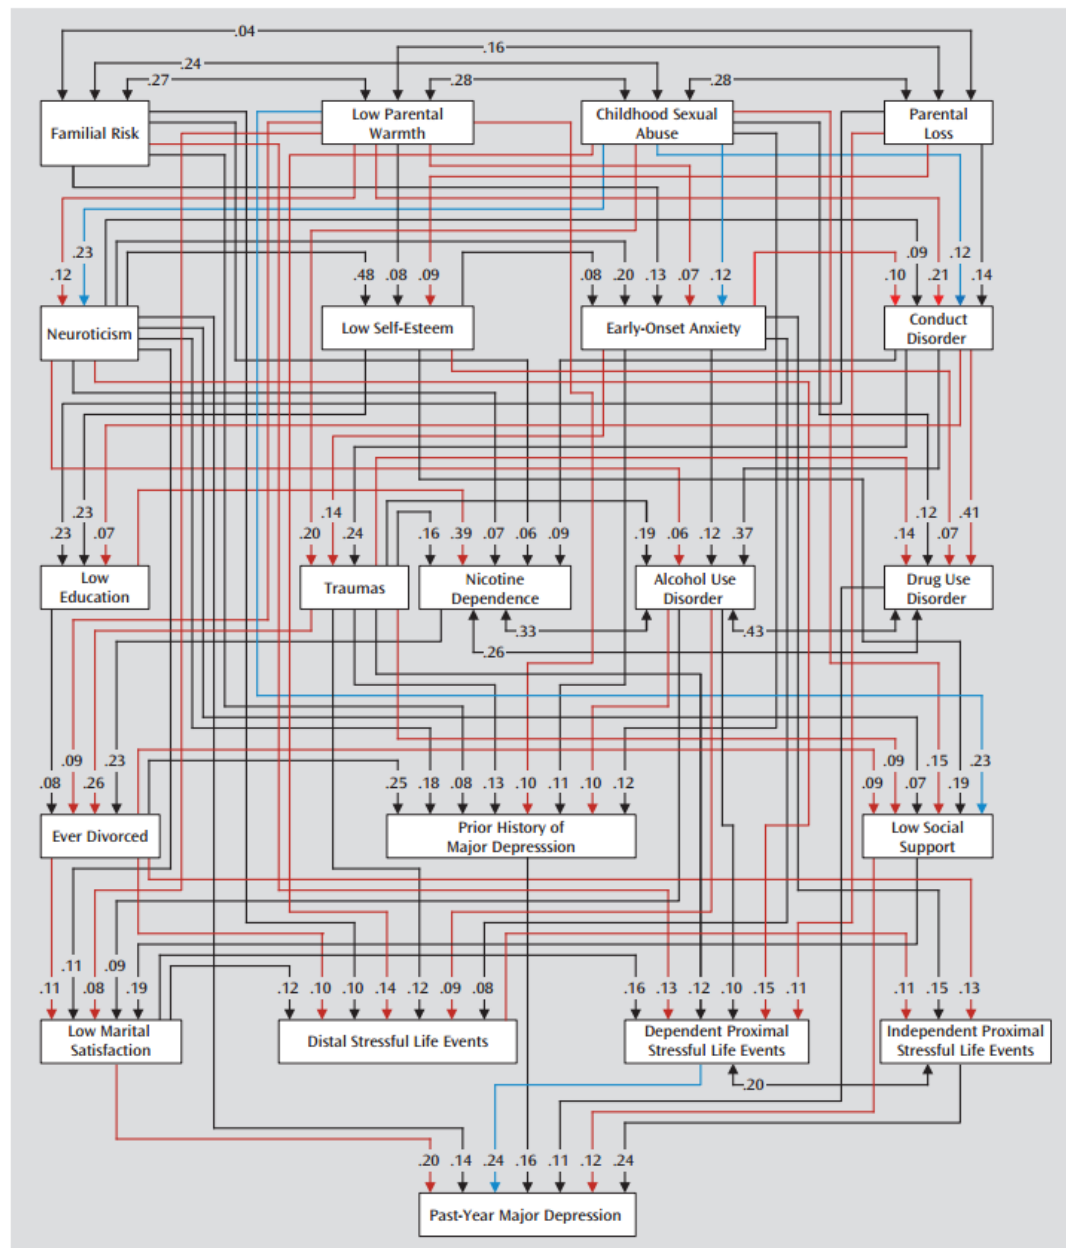 .04
.16
.24
.27 .28 .28
Familial Risk
Low Parental
Warmth
Childhood Sexual
Abuse
Parental
Loss
.23 .09 .12
.12 .48 .08 .09 .08 .20 .13 .07 .12 .10 .21 .14
Neuroticism
Low Self-Esteem
Early-Onset Anxiety
Conduct
Disorder
.23 .14 .12 .41
.23 .07 .20 .24 .16 .39 .07 .06 .09 .19 .06 .12 .37 .14 .07
Low
Education
Traumas
Nicotine
Dependence
Alcohol Use
Disorder
Drug Use
Disorder
.33 .43
.26
.09 .23 .09 .15 .23
.08 .26 .25 .18 .08 .13 .10 .11 .10 .12 .09 .07 .19
Ever Divorced
Prior History of
Major Depresssion
Low Social
Support
.11 .09
.11 .08 .19 .12 .10 .10 .14 .12 .09 .08 .16 .13 .12 .10 .15 .11 .11 .15 .13
Low Marital
Satisfaction
Distal Stressful Life Events
Dependent Proximal
Stressful Life Events
Independent Proximal
Stressful Life Events
.20
.20 .14 .24 .16 .11 .12 .24
Past-Year Major Depression